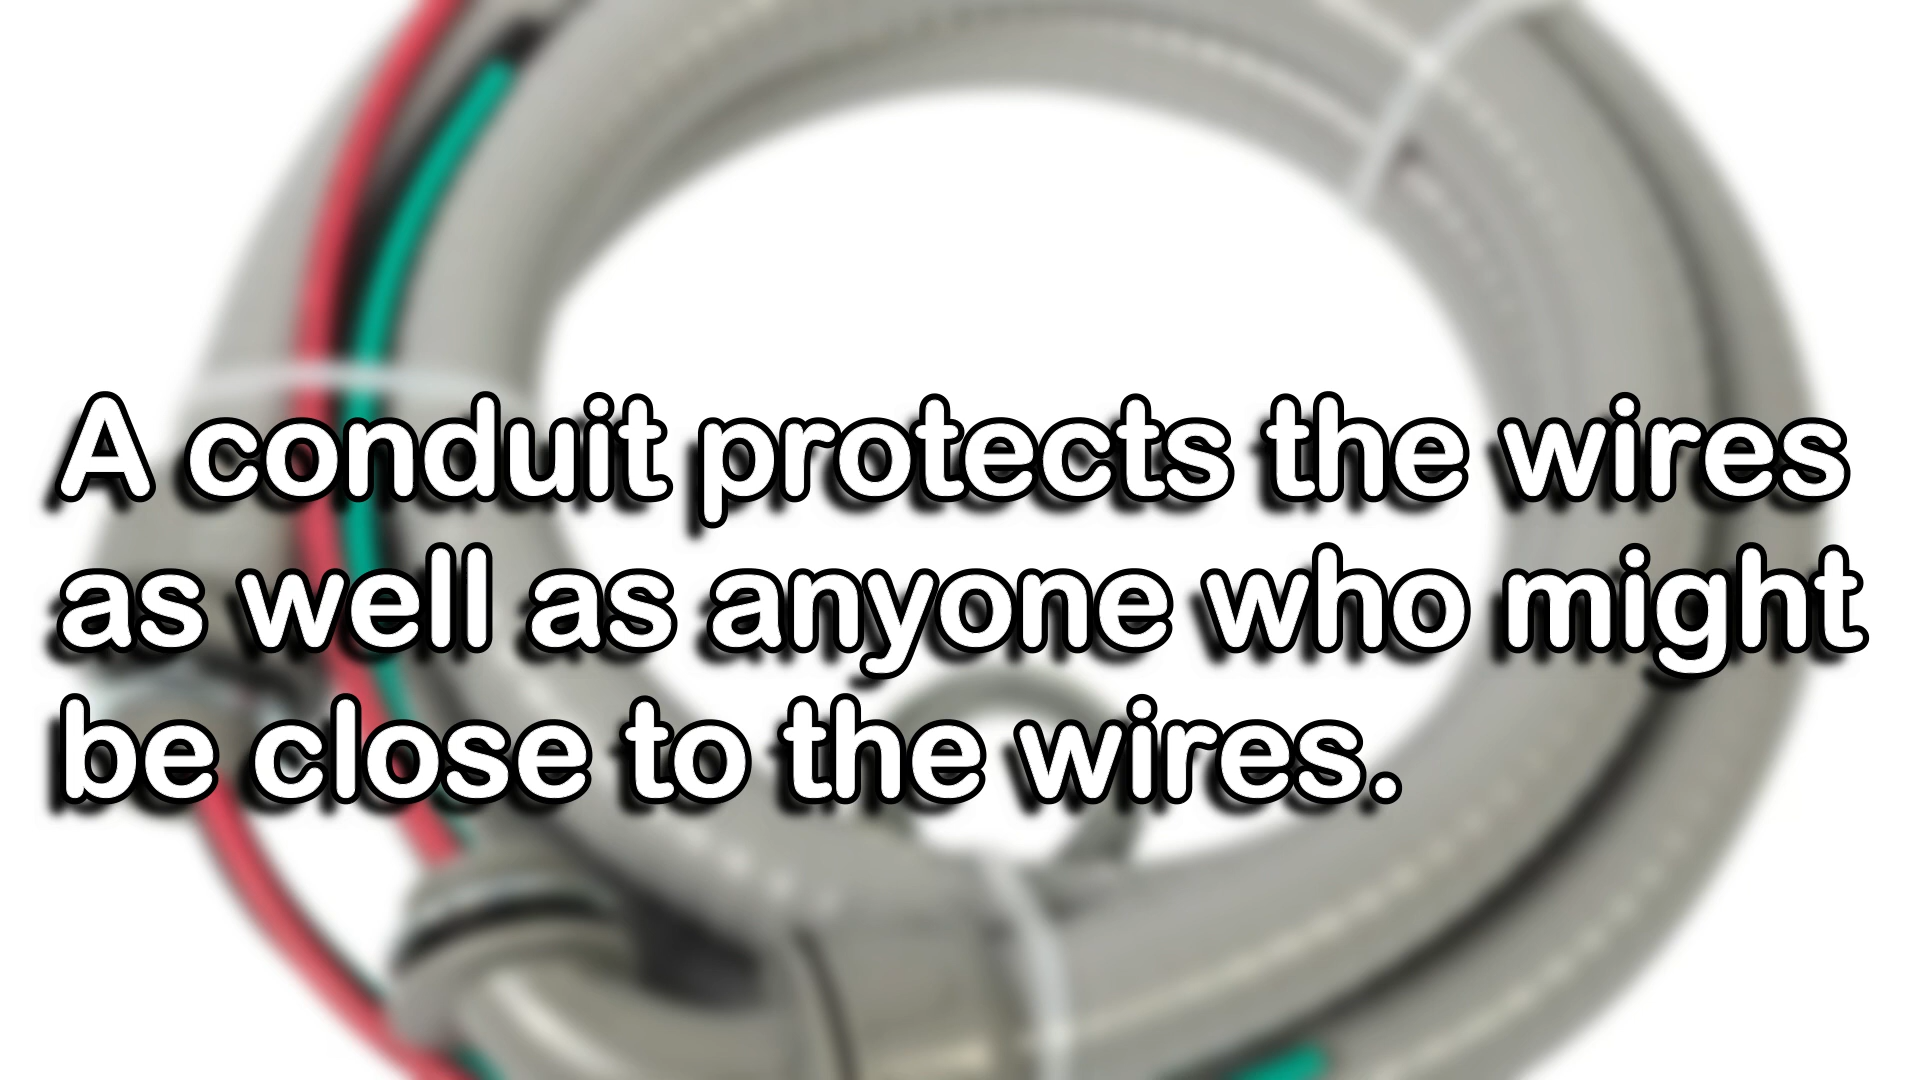 A conduit protects the wires
as well as anyone who might
be close to the wires.